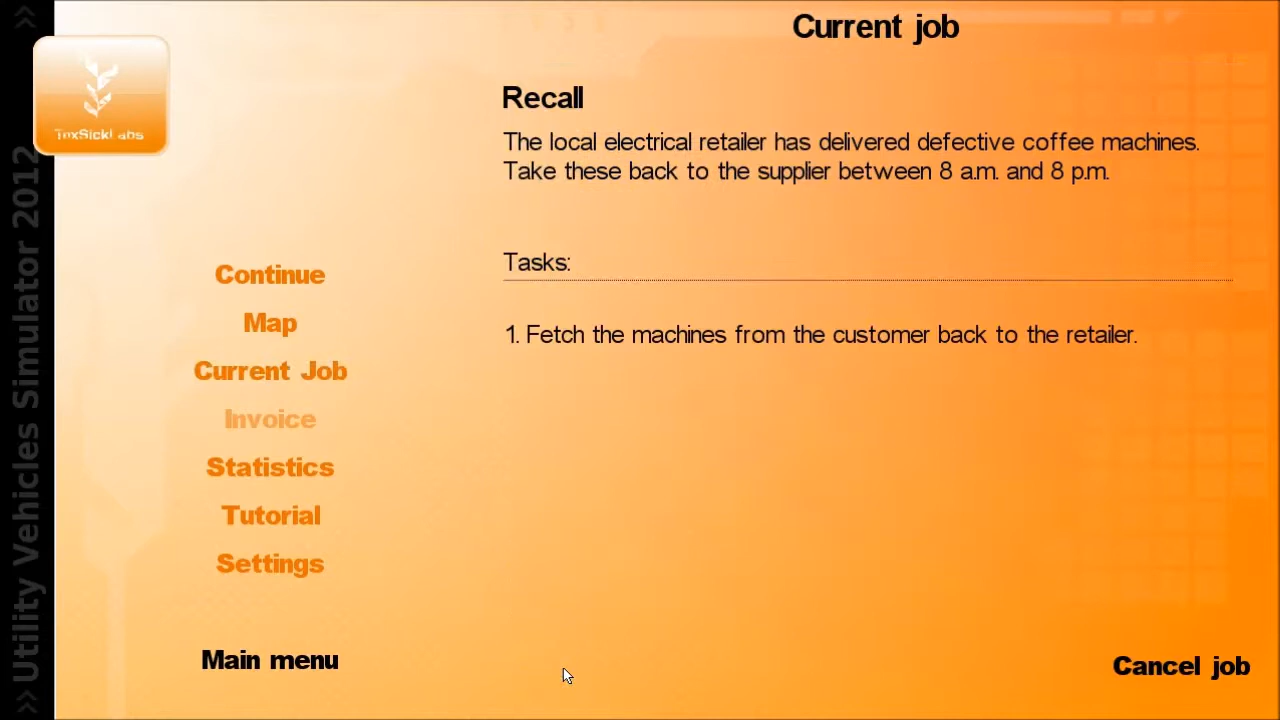 Current job
>> Utility Vehicles Simulator 2012 >>
Recall
The local electrical retailer has delivered defective coffee machines.
Take these back to the supplier between 8 a.m. and 8 p.m.
Tasks:
1. Fetch the machines from the customer back to the retailer.
Continue
Map
Current Job
Invoice
Statistics
Tutorial
Settings
Main menu
Cancel job